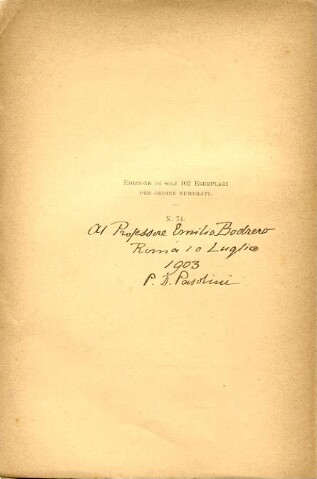 EDIZIONE DI SOLI 102 ESEMPLARI
PER ORDINE NUMERATI.
N. 74.
Al Professore Emilio Bodrero
Roma 10 Luglio
1903
P. D. Pasolini